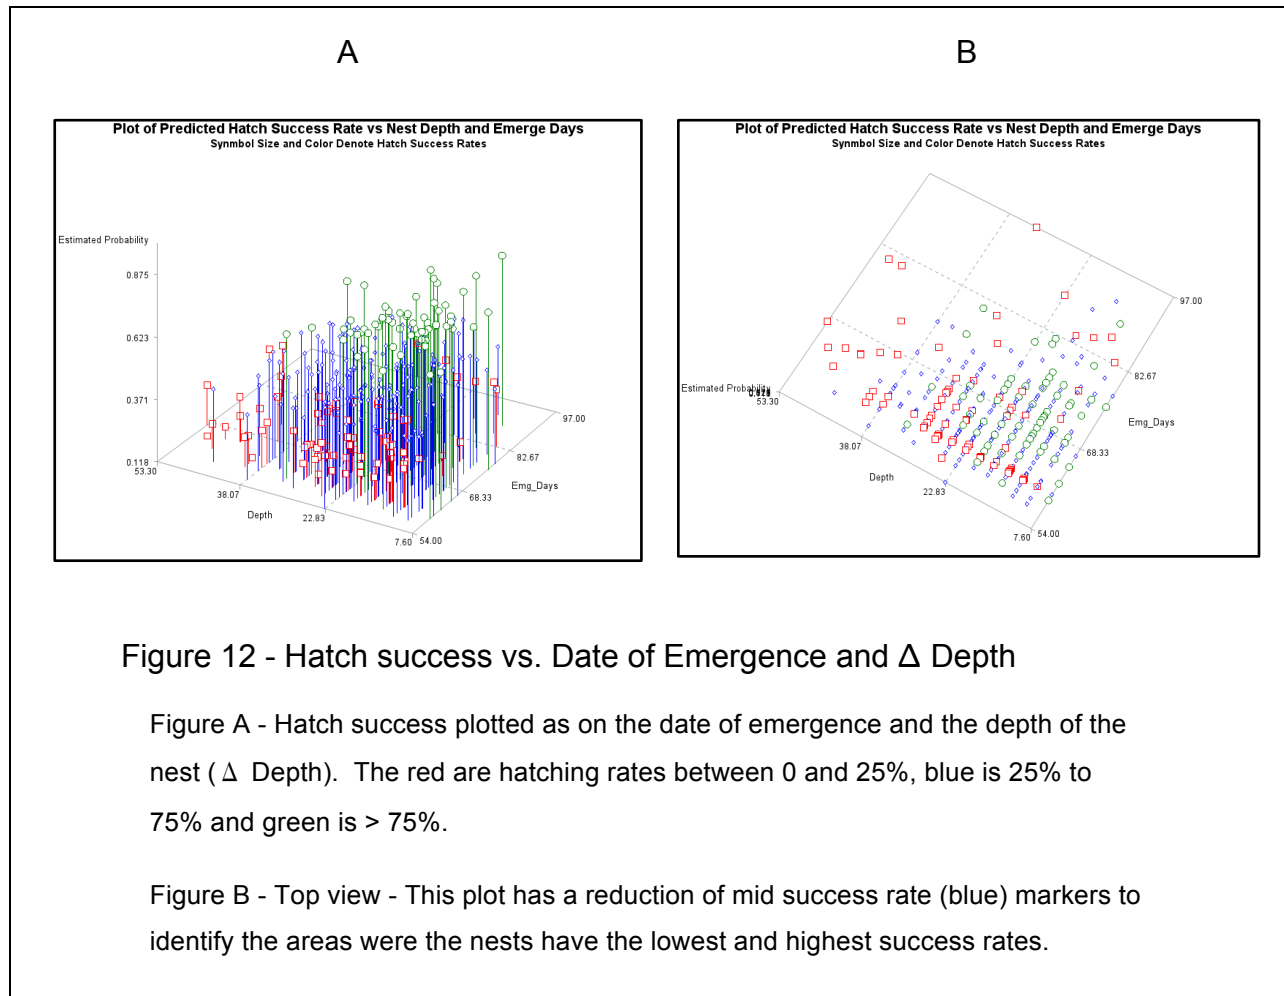 A
B
Plot of Predicted Hatch Success Rate vs Nest Depth and Emerge Days
Synmbol Size and Color Denote Hatch Success Rates
Estimated Probability
0.875
0.623
0.371
0.118
53.30
38.07
Depth
22.83
7.60
54.00
68.33
Emg_Days
82.67
97.00
Plot of Predicted Hatch Success Rate vs Nest Depth and Emerge Days
Synmbol Size and Color Denote Hatch Success Rates
Estimated Probability
53.30
38.07
Depth
22.83
7.60
54.00
68.33
Emg_Days
82.67
97.00
Figure 12 - Hatch success vs. Date of Emergence and Δ Depth
Figure A - Hatch success plotted as on the date of emergence and the depth of the
nest ( Δ Depth). The red are hatching rates between 0 and 25%, blue is 25% to
75% and green is > 75%.
Figure B - Top view - This plot has a reduction of mid success rate (blue) markers to
identify the areas were the nests have the lowest and highest success rates.